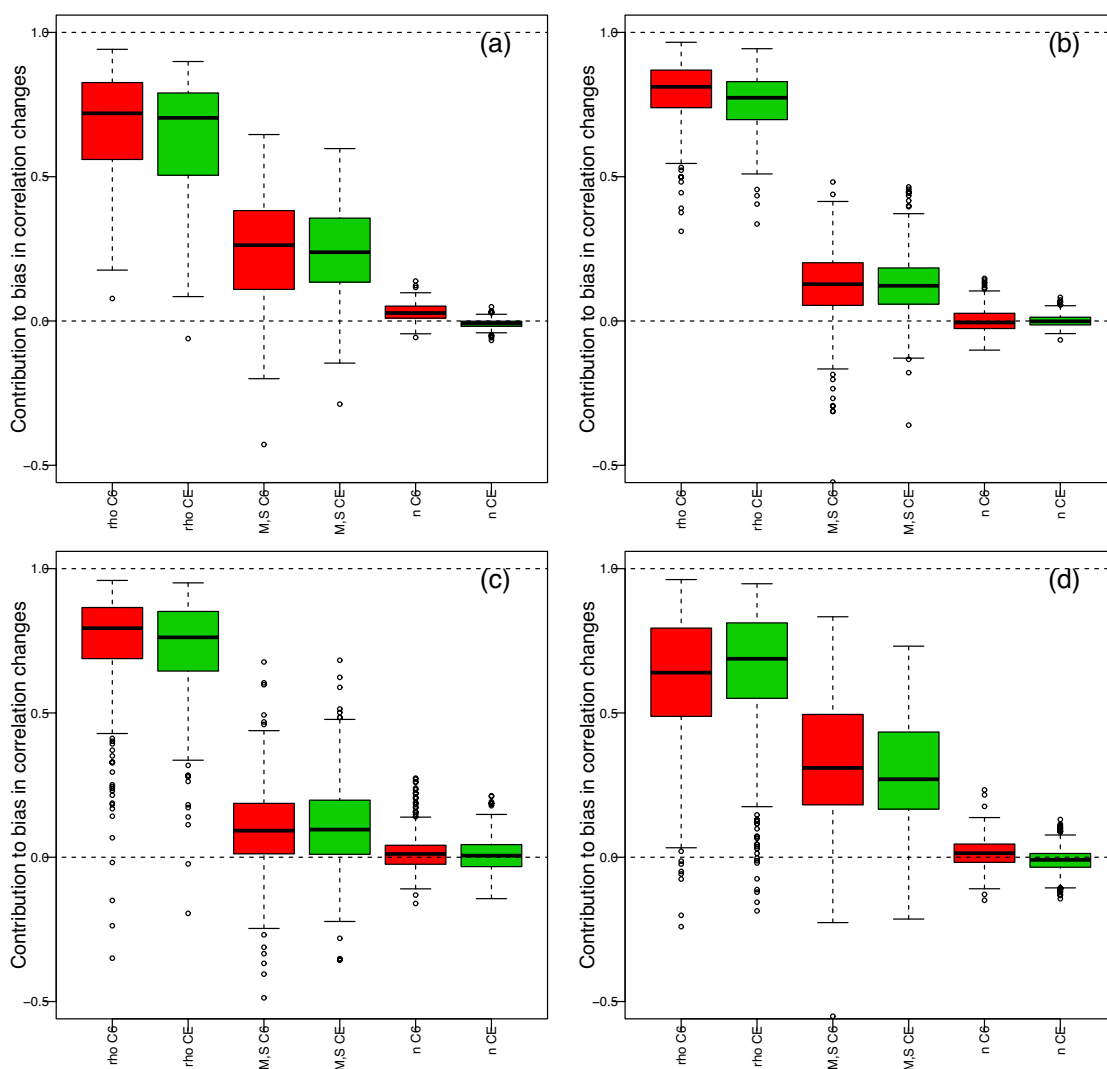 (a)
Contribution to bias in correlation changes
1.0
0.5
0.0
−0.5
rho C6
rho CE
M,S C6
M,S CE
n C6
n CE
(b)
Contribution to bias in correlation changes
1.0
0.5
0.0
−0.5
rho C6
rho CE
M,S C6
M,S CE
n C6
n CE
(c)
Contribution to bias in correlation changes
1.0
0.5
0.0
−0.5
rho C6
rho CE
M,S C6
M,S CE
n C6
n CE
(d)
Contribution to bias in correlation changes
1.0
0.5
0.0
−0.5
rho C6
rho CE
M,S C6
M,S CE
n C6
n CE